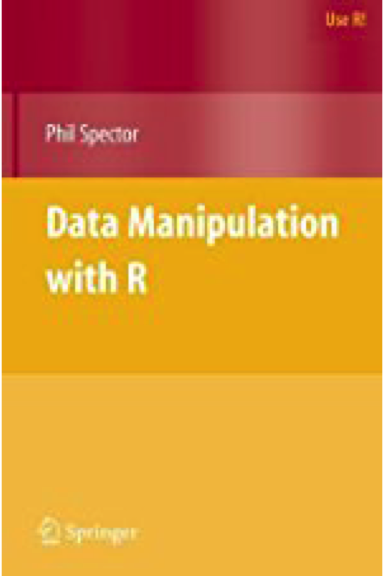 Use R!
Phil Spector
Data Manipulation
with R
Springer